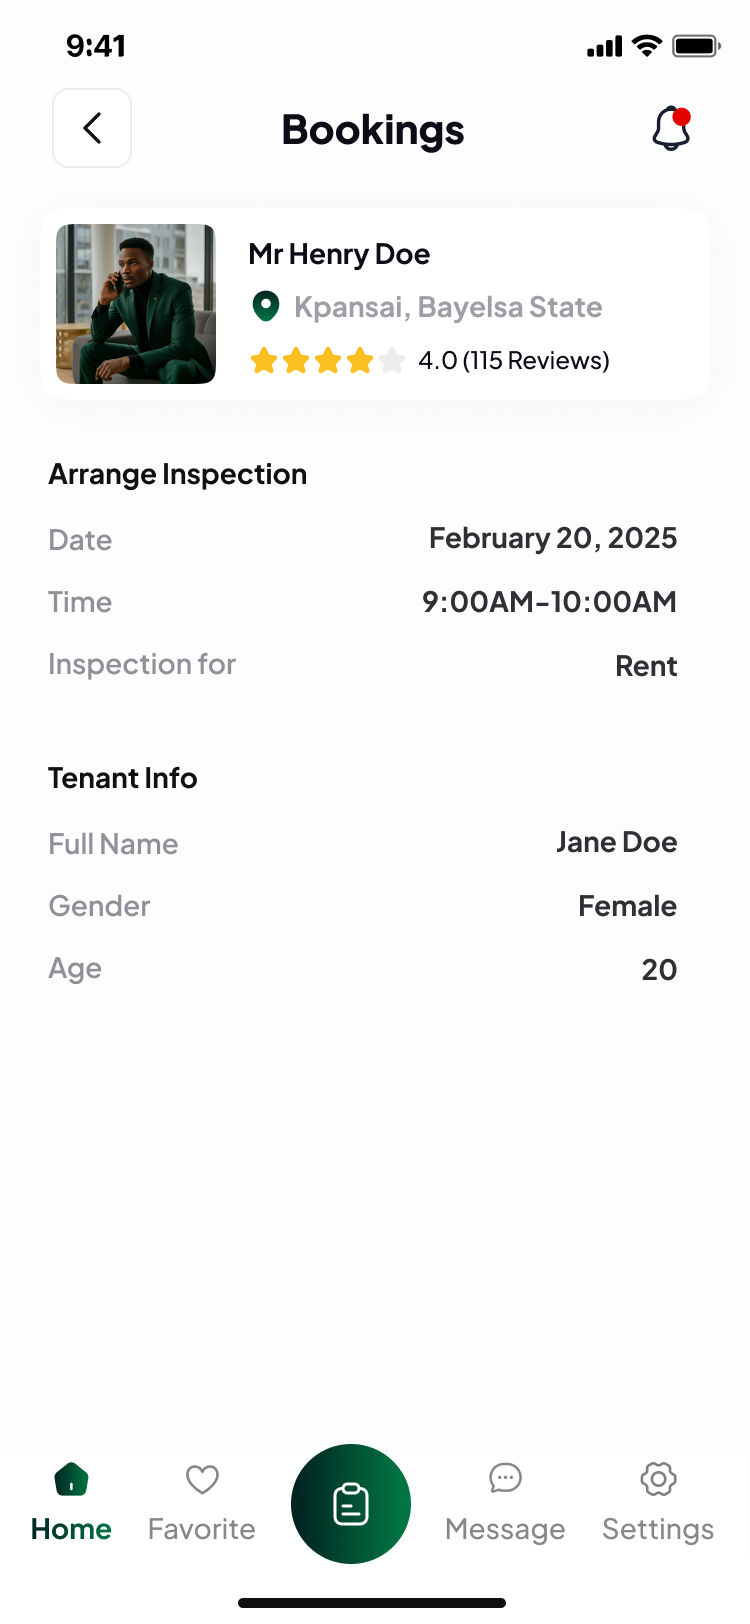 9:41
Bookings
Mr Henry Doe
Kpansai, Bayelsa State
4.0 (115 Reviews)
Arrange Inspection
Date February 20, 2025
Time 9:00AM-10:00AM
Inspection for Rent
Tenant Info
Full Name Jane Doe
Gender Female
Age 20
Home Favorite Message Settings